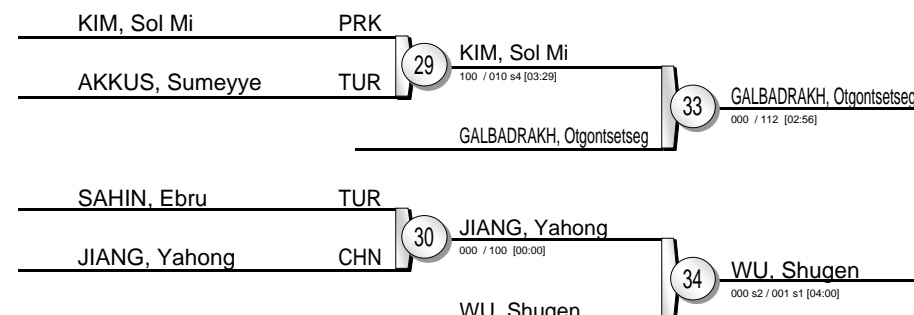 KIM, Sol Mi PRK
29
KIM, Sol Mi
100 / 010 s4 [03:29]
AKKUS, Sumeyye TUR
33
GALBADRAKH, Otgontsetseg
000 / 112 [02:56]
GALBADRAKH, Otgontsetseg
SAHIN, Ebru TUR
30
JIANG, Yahong
000 / 100 [00:00]
JIANG, Yahong CHN
34
WU, Shugen
000 s2 / 001 s1 [04:00]
WU, Shugen